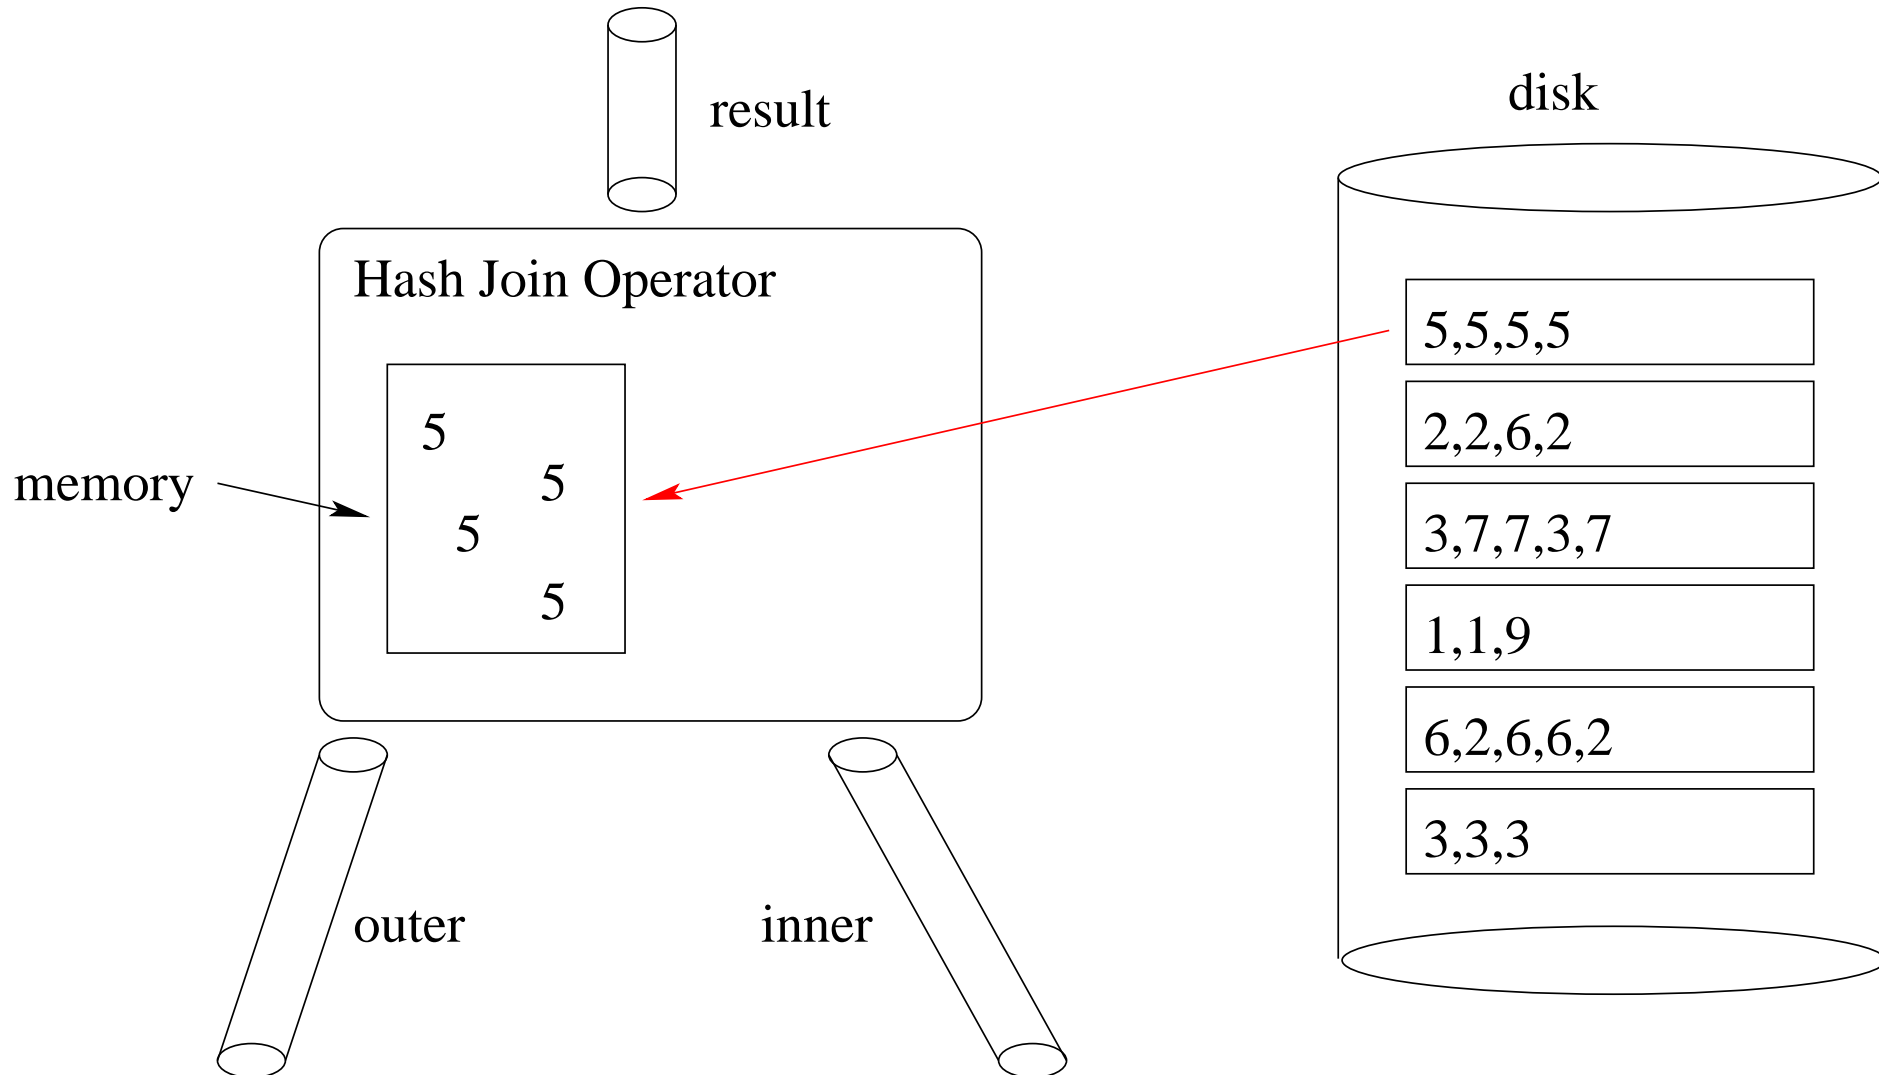 result
disk
Hash Join Operator
5
5
5
5
memory
5,5,5,5
2,2,6,2
3,7,7,3,7
1,1,9
6,2,6,6,2
3,3,3
outer
inner